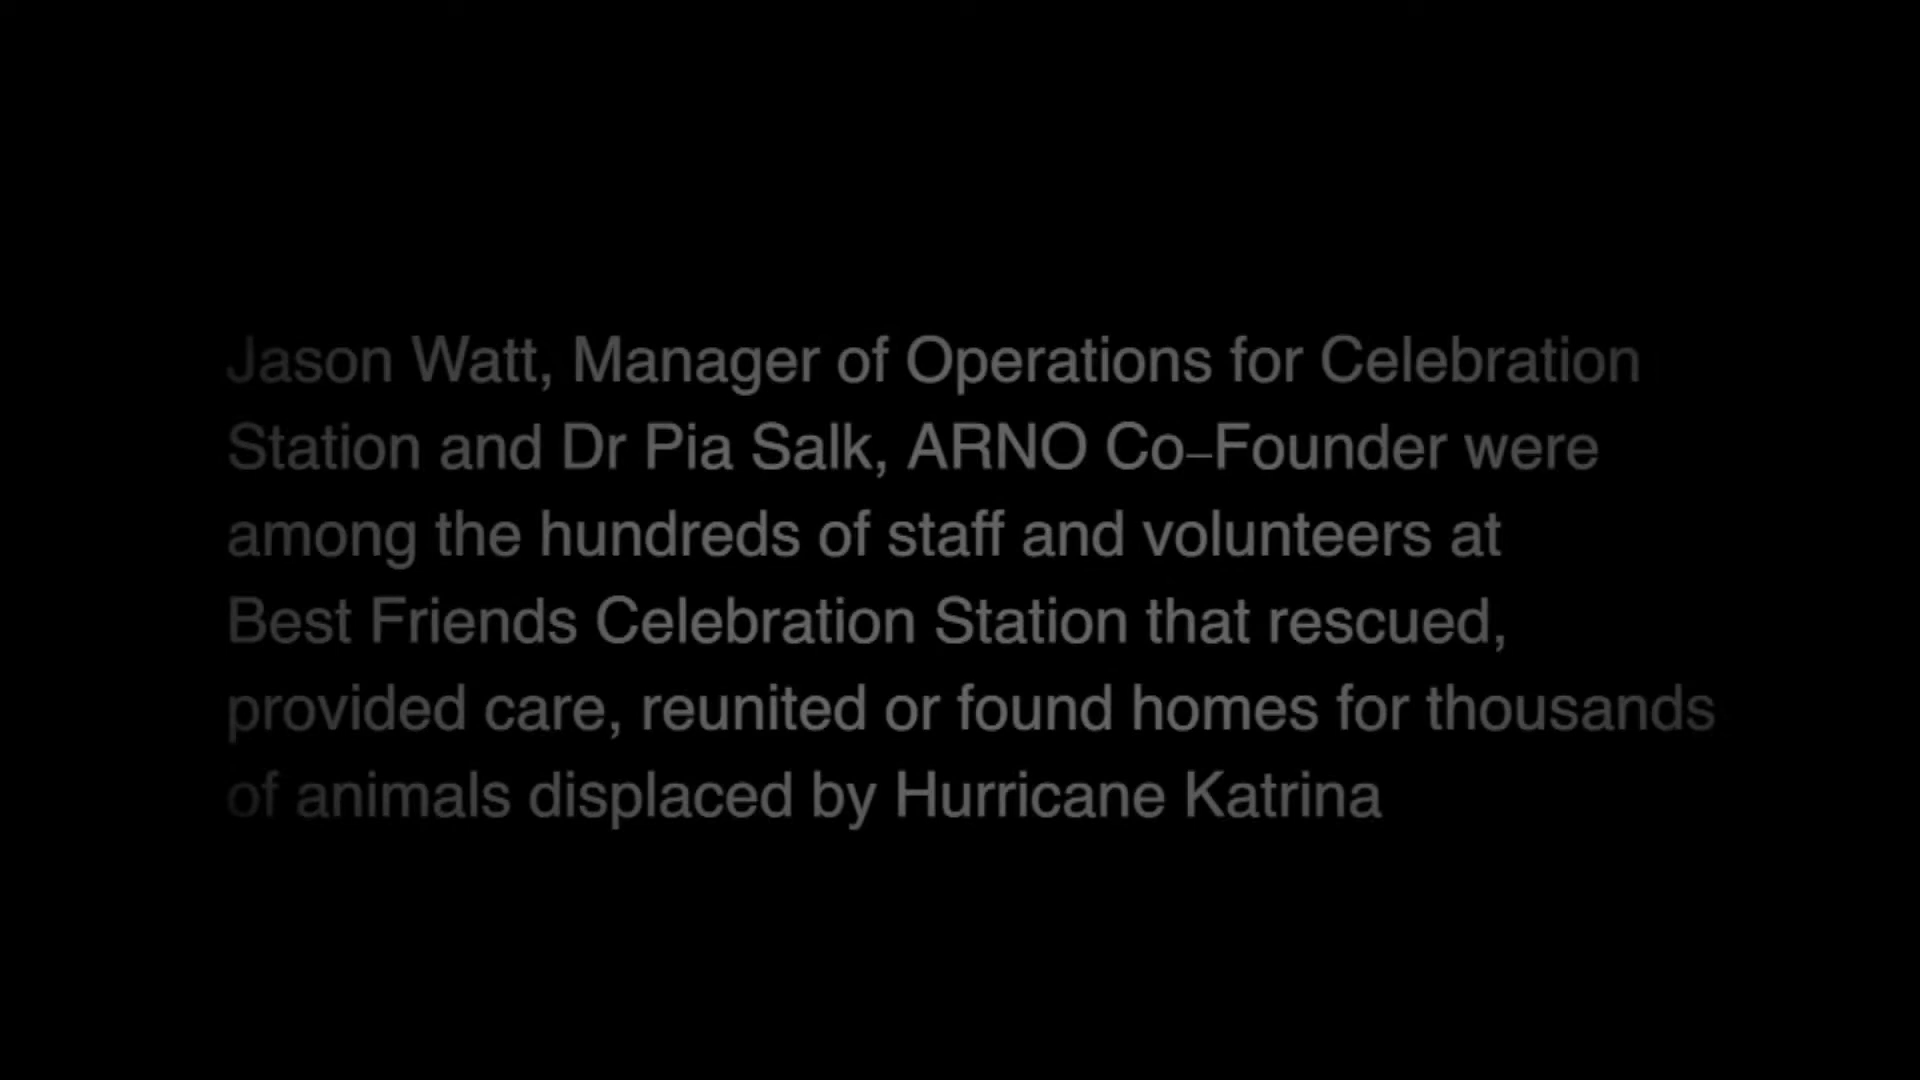 Jason Watt, Manager of Operations for Celebration
Station and Dr Pia Salk, ARNO Co–Founder were
among the hundreds of staff and volunteers at
Best Friends Celebration Station that rescued,
provided care, reunited or found homes for thousands
of animals displaced by Hurricane Katrina